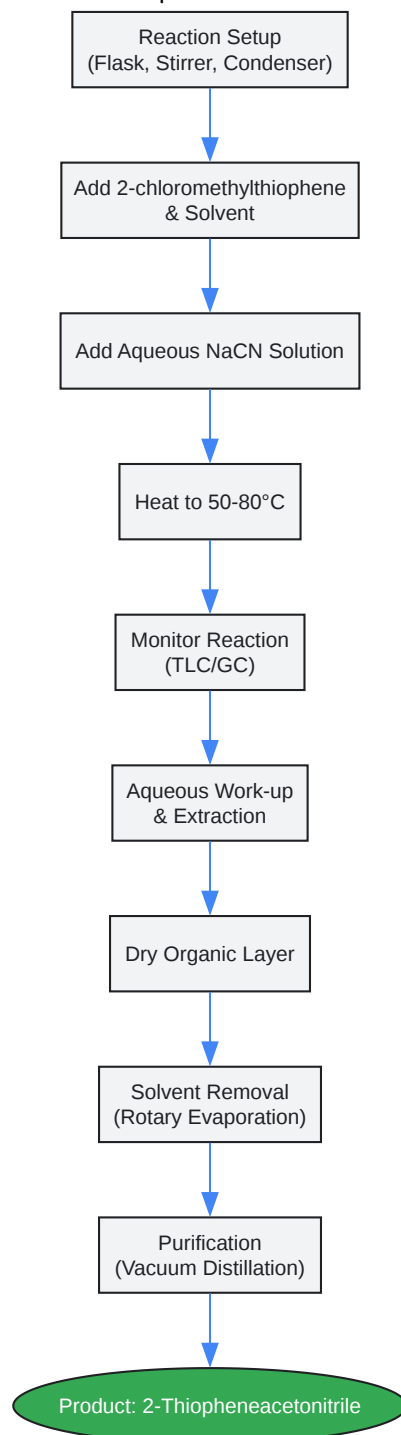 Reaction Setup
(Flask, Stirrer, Condenser)
Add 2-chloromethylthiophene
& Solvent
Add Aqueous NaCN Solution
Heat to 50-80°C
Monitor Reaction
(TLC/GC)
Aqueous Work-up
& Extraction
Dry Organic Layer
Solvent Removal
(Rotary Evaporation)
Purification
(Vacuum Distillation)
Product: 2-Thiopheneacetonitrile